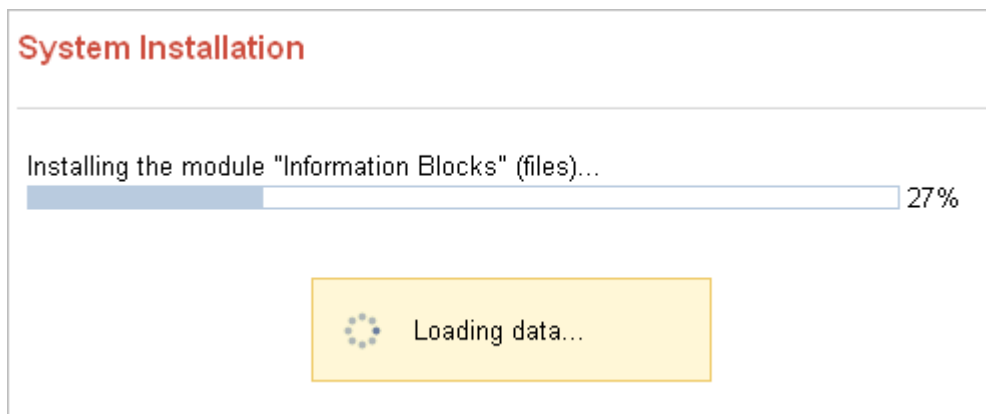 System Installation
Installing the module "Information Blocks" (files)...
27%
Loading data...